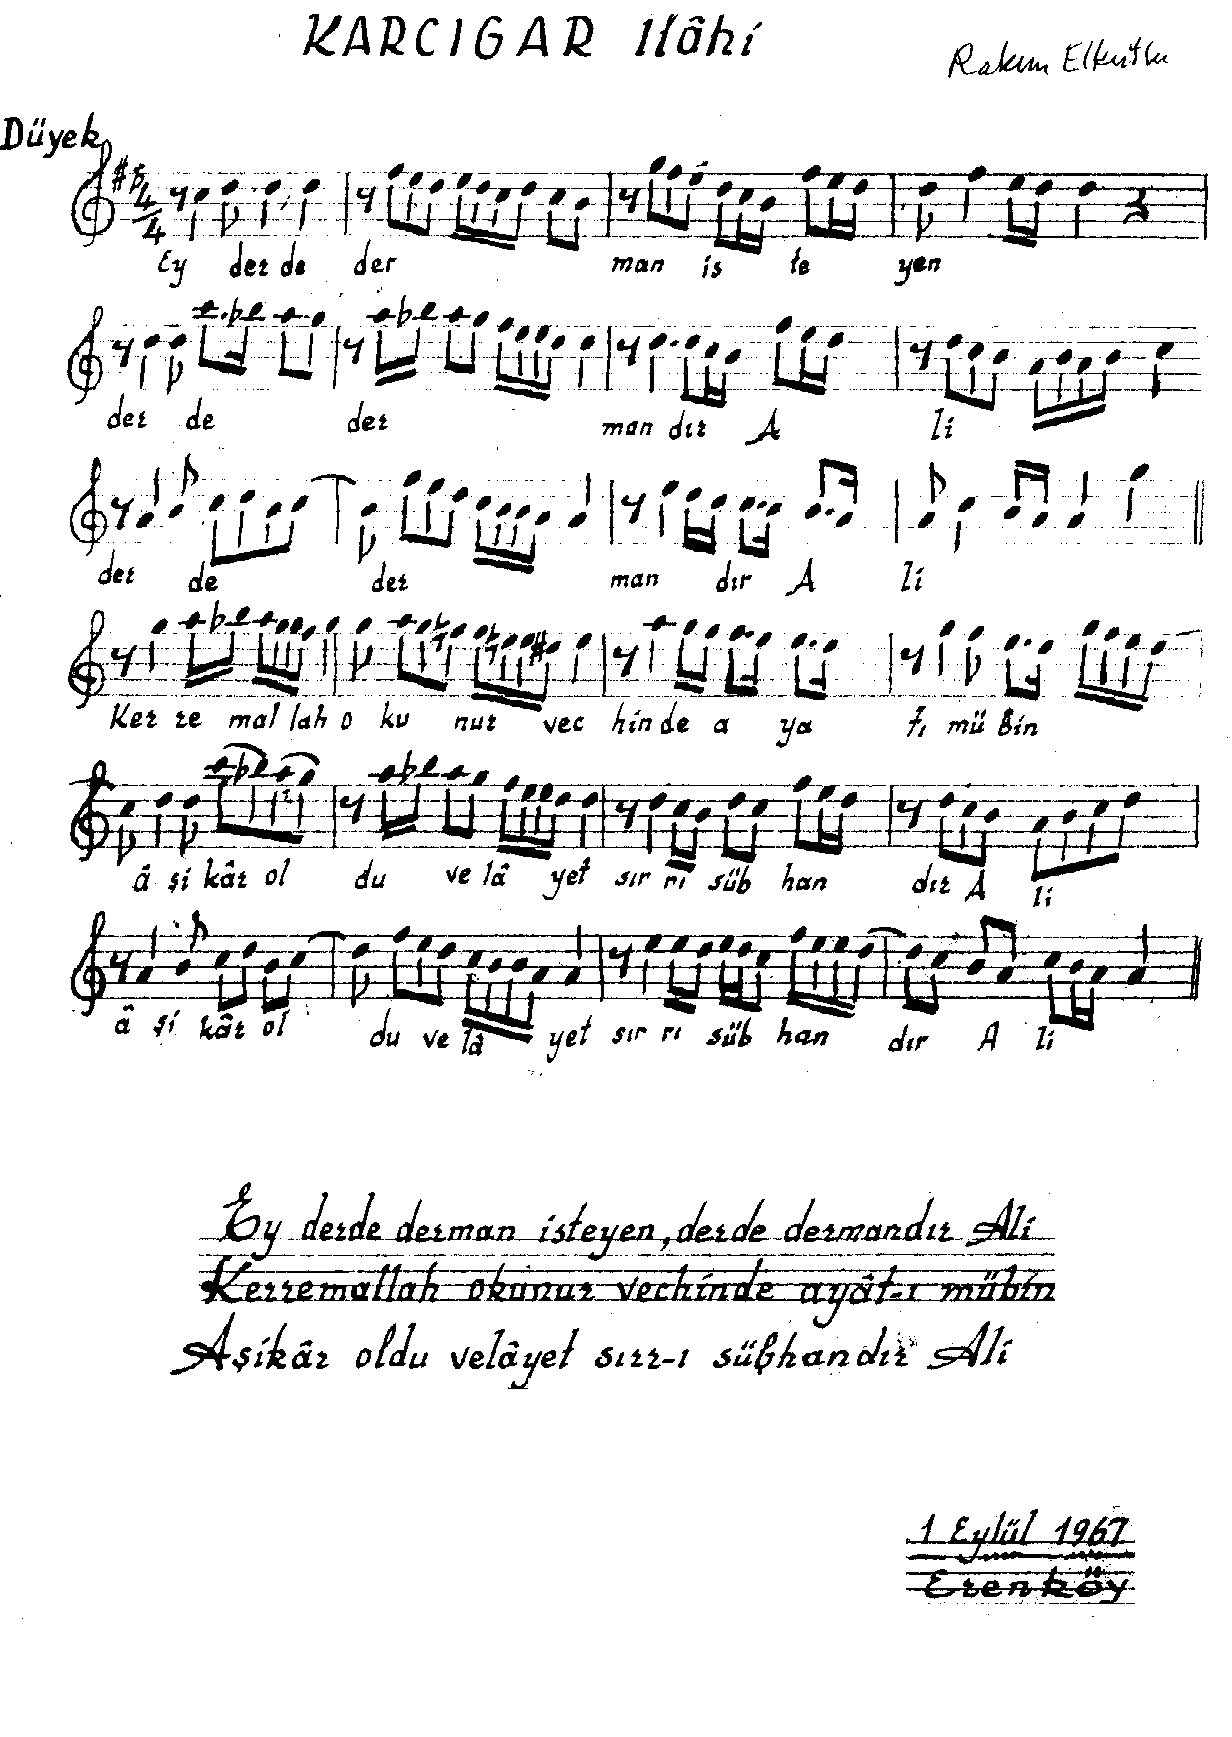 KARCIGAR Ilâhi
Rakım Elkutlu
Düyek
4
4
Ey der de der man is te yen
der de der man dır A li
der de der man dır A li
Ker re mal lah o ku nur vec hin de a ya tı mü bin
â şi kâr ol du ve lâ yet sır rı süb han dır A li
â şi kâr ol du ve lâ yet sır rı süb han dır A li
Ey derde derman isteyen, derde dermandır Ali
Kerremallah okunur vechinde ayât-ı mübin
Aşikâr oldu velâyet sırr-ı sübhandır Ali
1 Eylül 1967
Erenköy